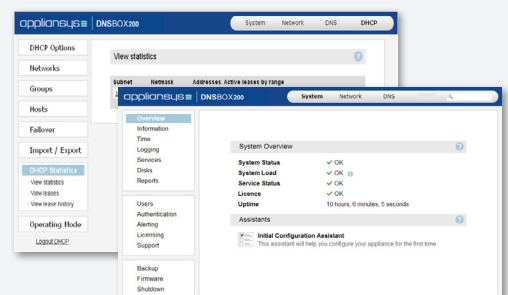 appliansys DNSBOX200 System Network DNS DHCP
DHCP Options
Networks
Groups
Hosts
Failover
Import / Export
DHCP Statistics
View statistics
View leases
View lease history
Operating Mode
Logout DHCP
View statistics
Subnet Netmask Addresses Active leases by range
appliansys DNSBOX200 System Network DNS
Overview
Information
Time
Logging
Services
Disks
Reports
Users
Authentication
Alerting
Licensing
Support
Backup
Firmware
Shutdown
System Overview
System Status OK
System Load OK
Service Status OK
Licence OK
Uptime 10 hours, 6 minutes, 5 seconds
Assistants
Initial Configuration Assistant
This assistant will help you configure your appliance for the first time.